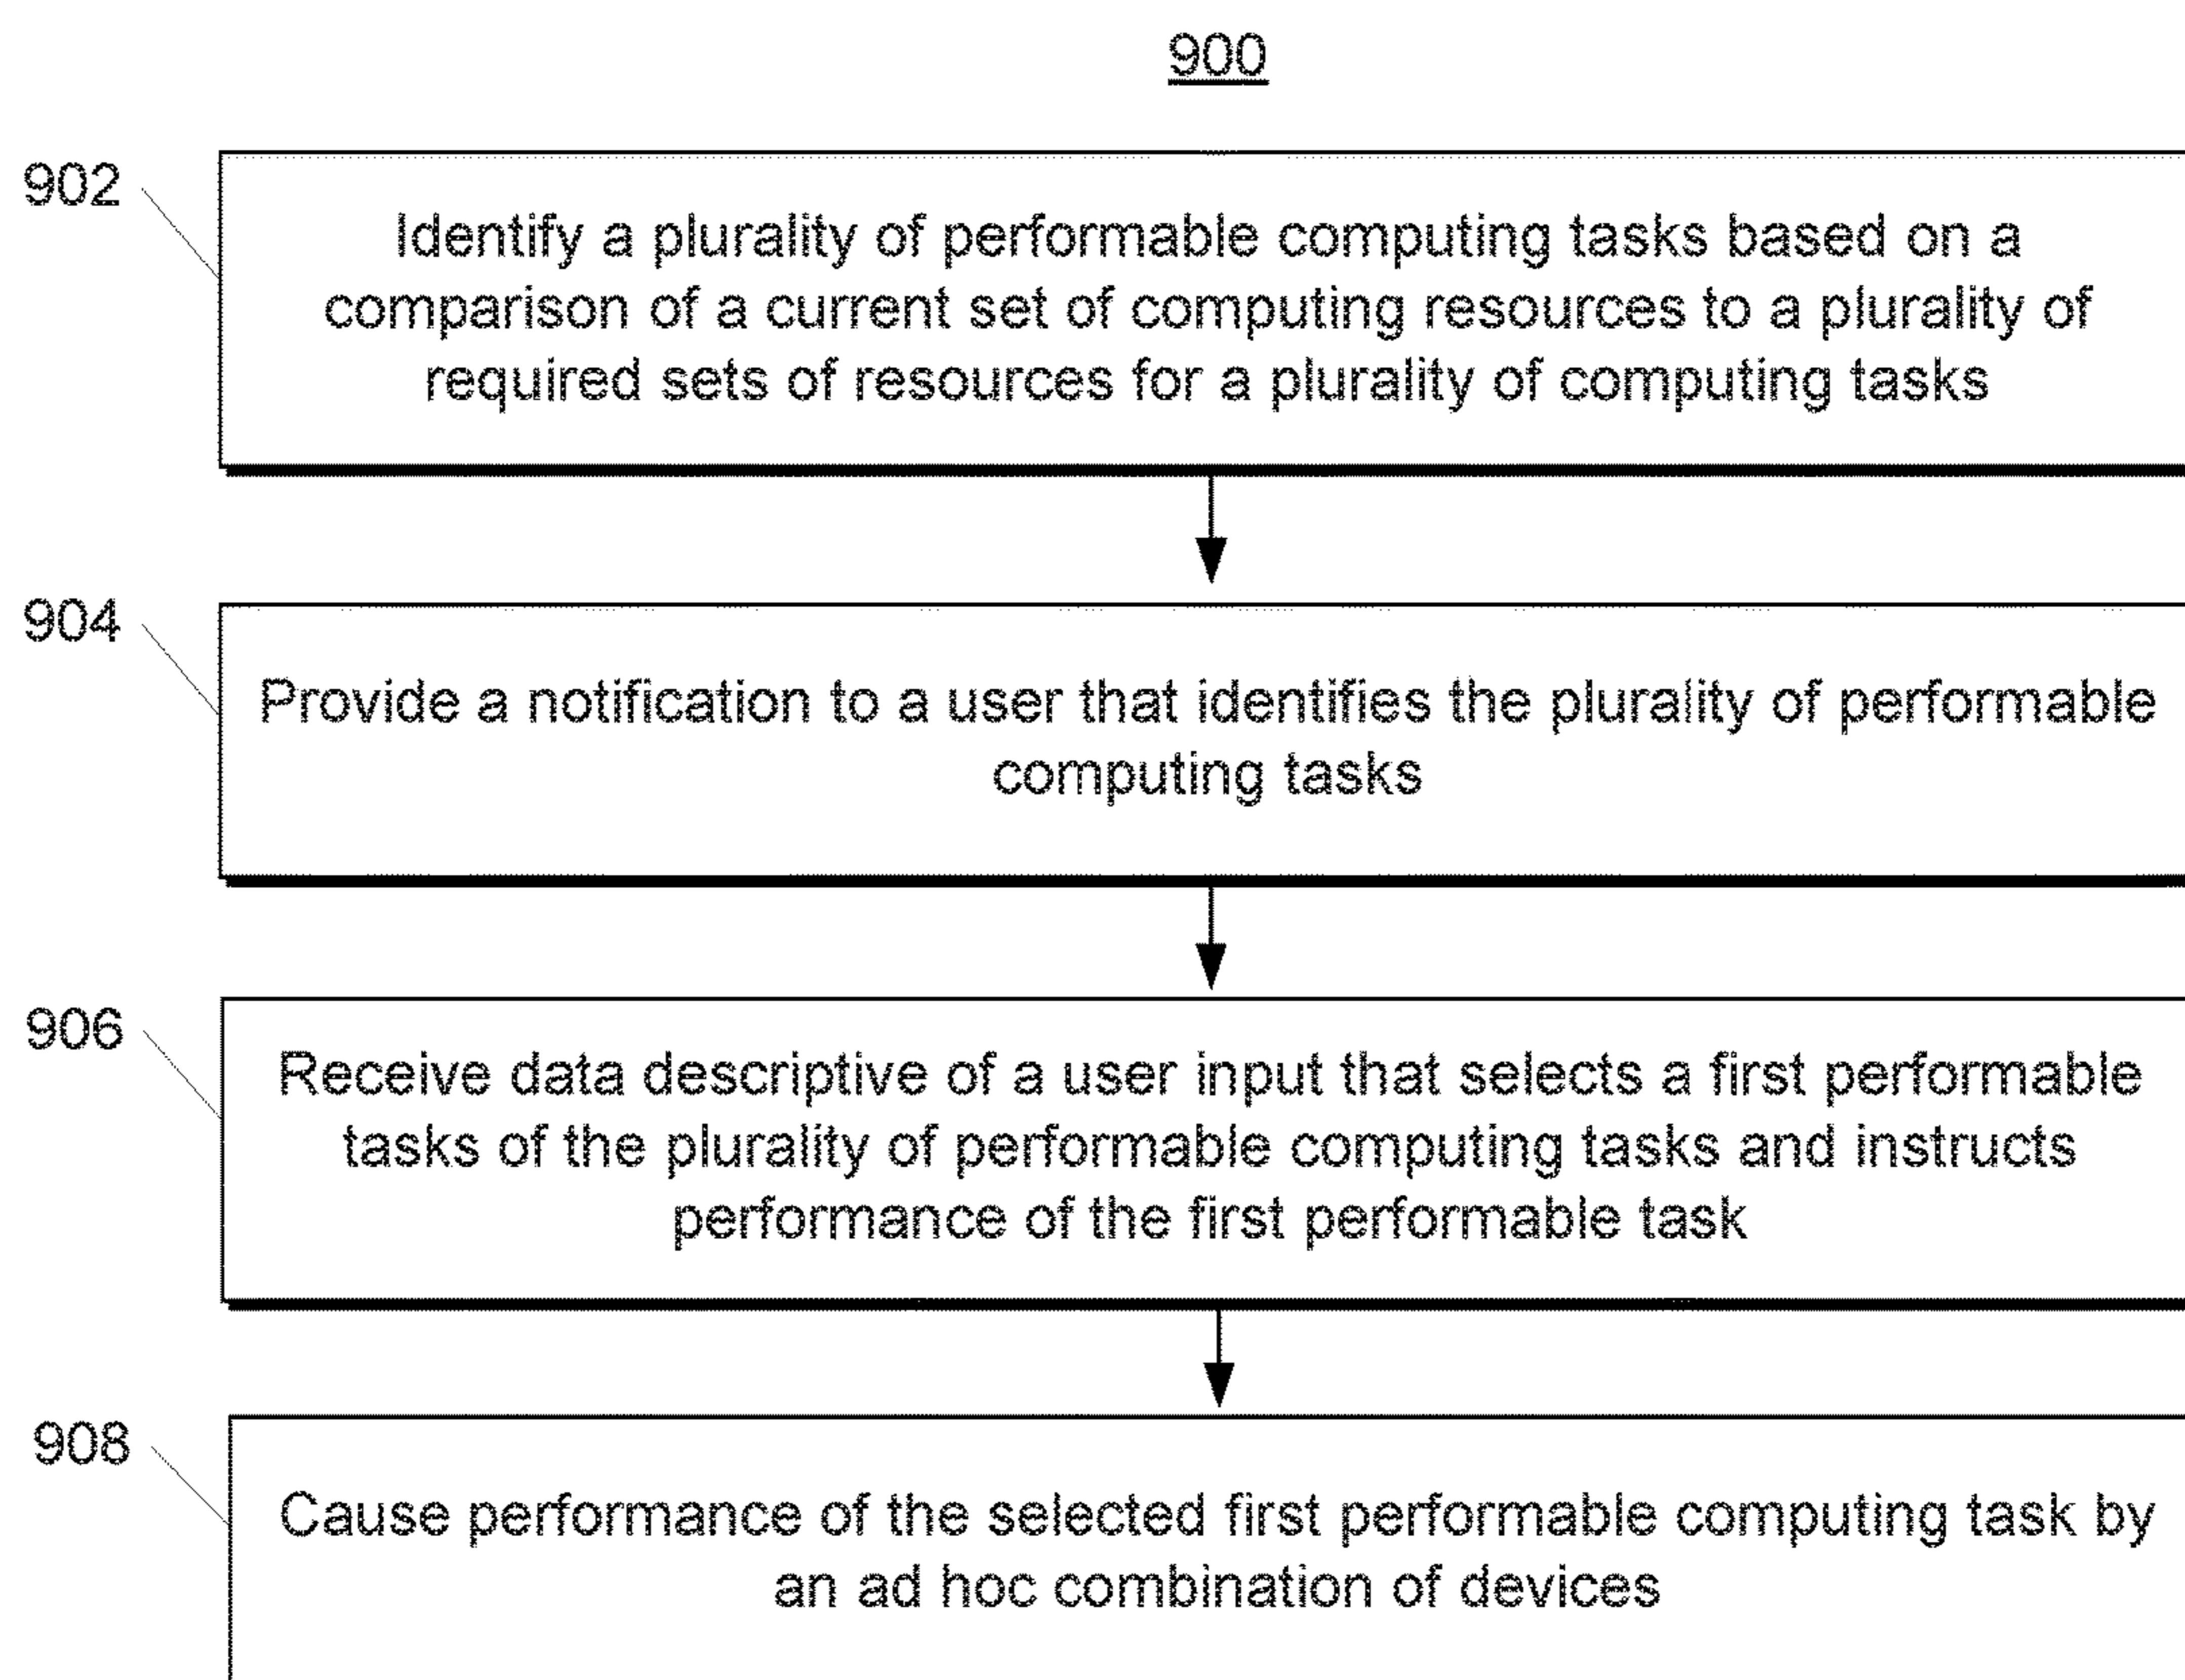 900
902
Identify a plurality of performable computing tasks based on a
comparison of a current set of computing resources to a plurality of
required sets of resources for a plurality of computing tasks
904
Provide a notification to a user that identifies the plurality of performable
computing tasks
906
Receive data descriptive of a user input that selects a first performable
tasks of the plurality of performable computing tasks and instructs
performance of the first performable task
908
Cause performance of the selected first performable computing task by
an ad hoc combination of devices